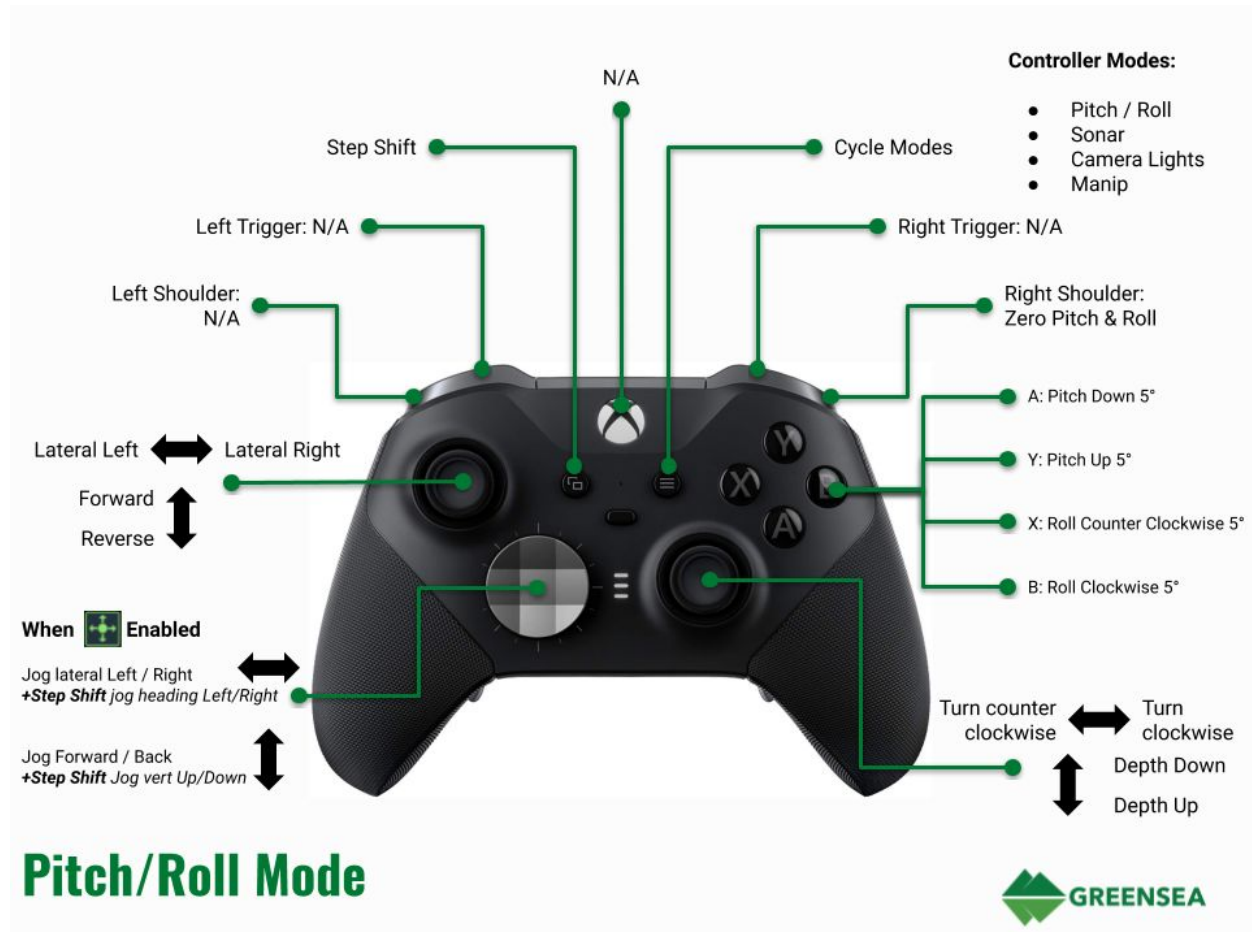 N/A
Controller Modes:
● Pitch / Roll
● Sonar
● Camera Lights
● Manip
Step Shift
Cycle Modes
Left Trigger: N/A
Right Trigger: N/A
Left Shoulder:
N/A
Right Shoulder:
Zero Pitch & Roll
A: Pitch Down 5°
Y: Pitch Up 5°
X: Roll Counter Clockwise 5°
B: Roll Clockwise 5°
Lateral Left
Lateral Right
Forward
Reverse
Y
X
B
A
When Enabled
Jog lateral Left / Right
+Step Shift jog heading Left/Right
Jog Forward / Back
+Step Shift Jog vert Up/Down
Turn counter
clockwise
Turn
clockwise
Depth Down
Depth Up
Pitch/Roll Mode
GREENSEA